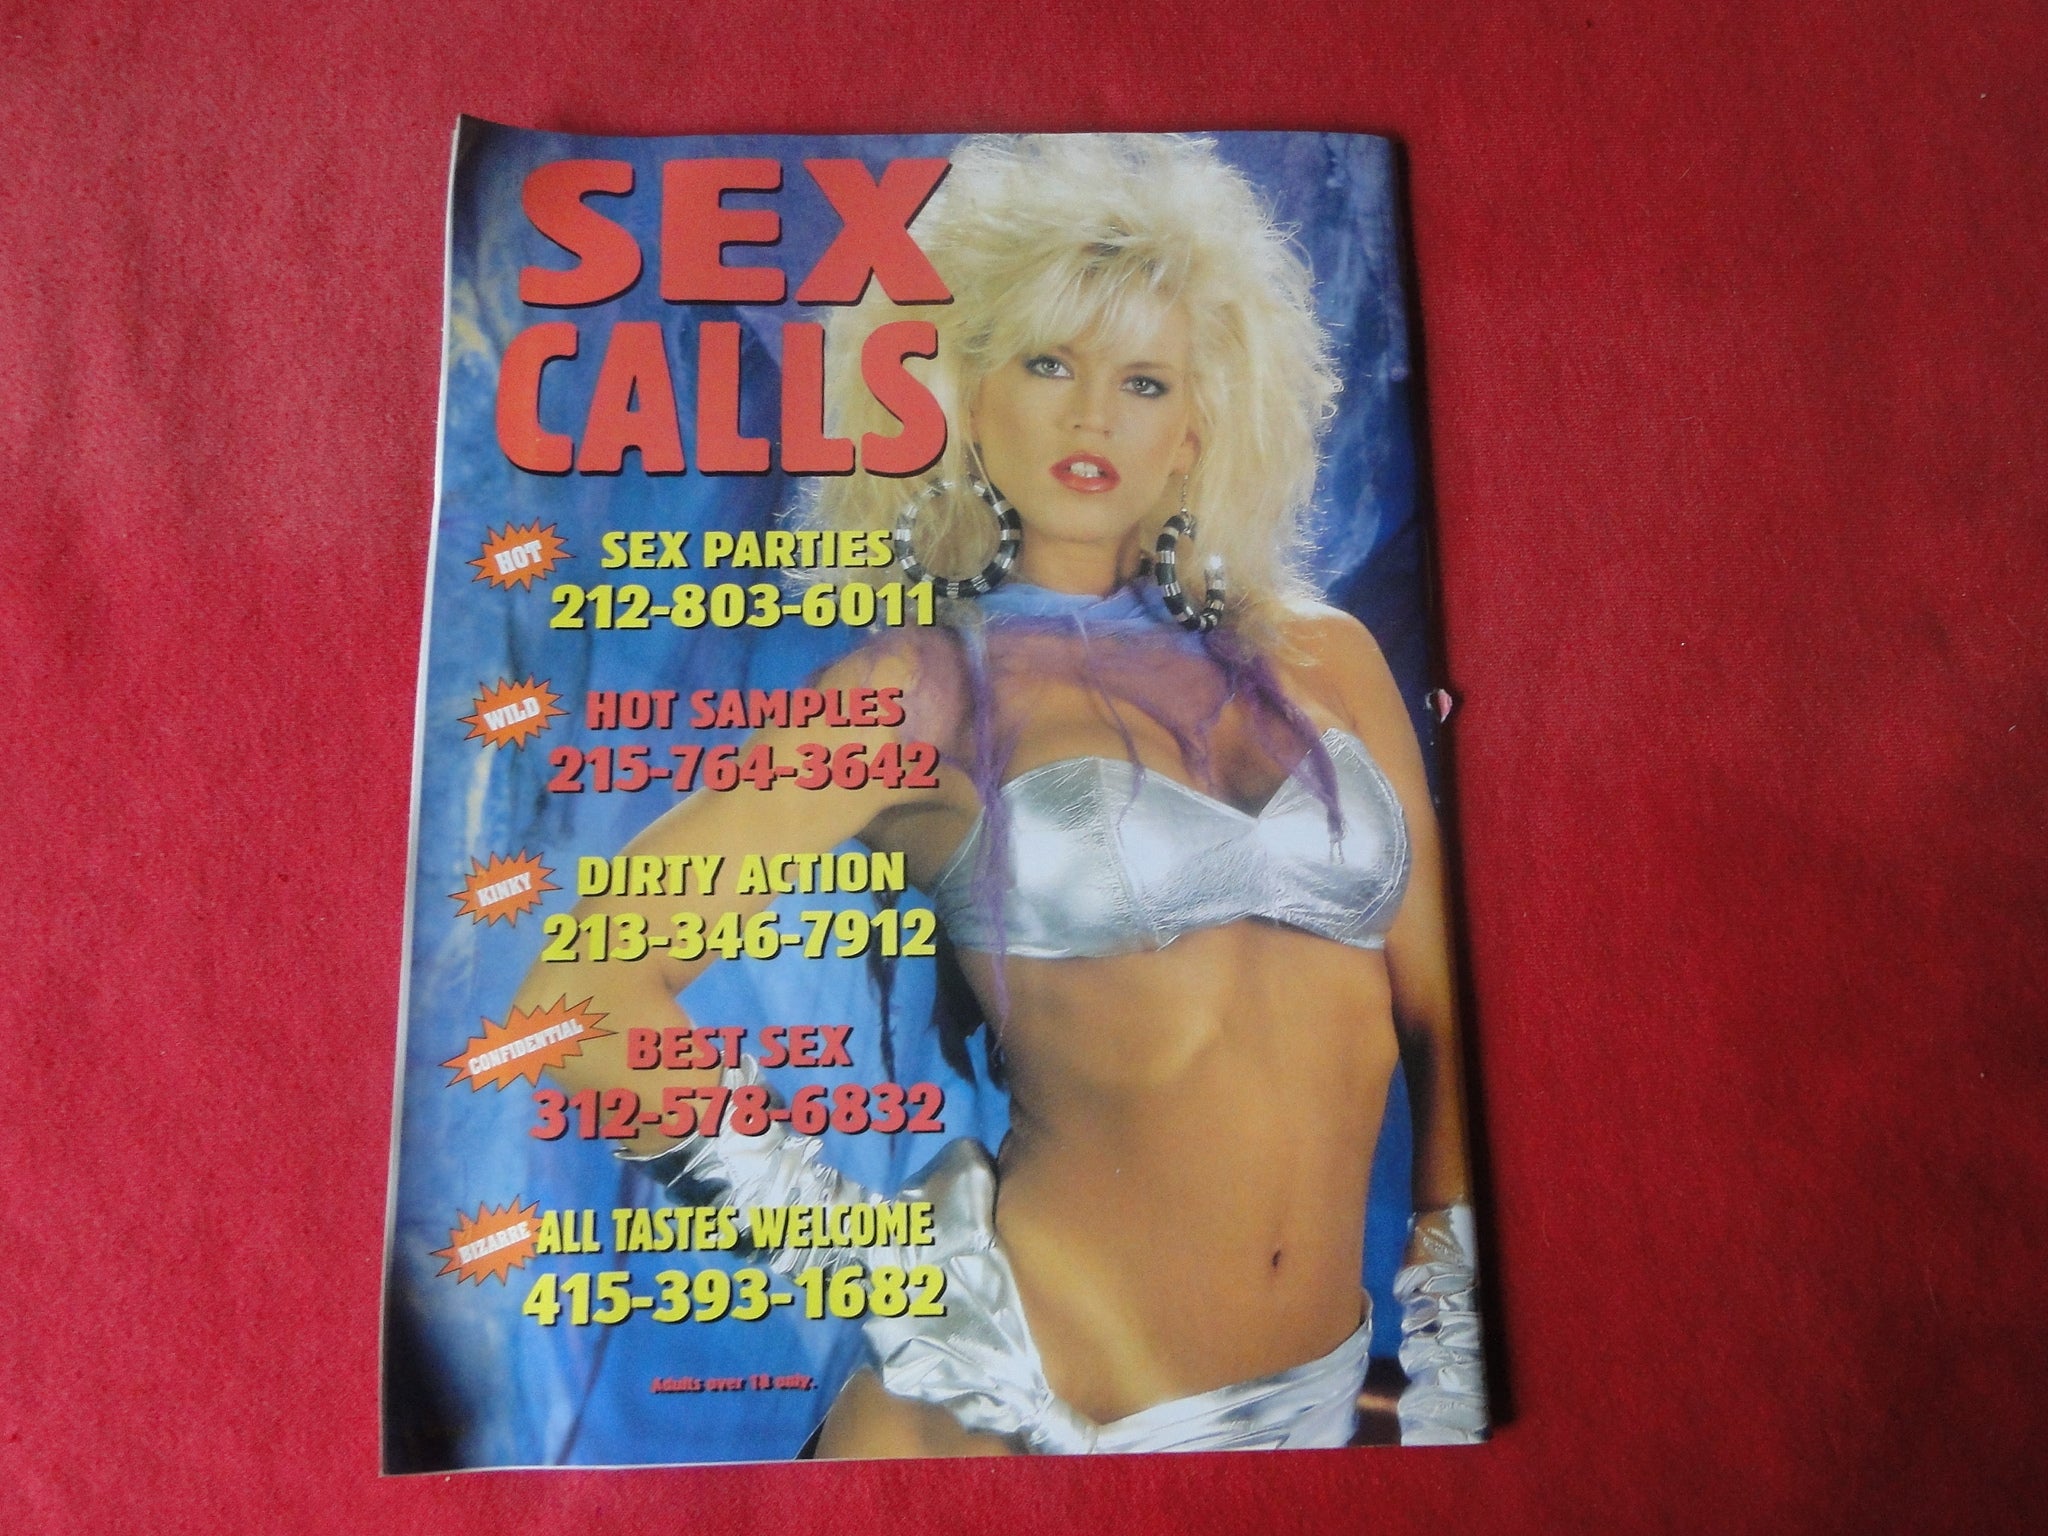 SEX
CALLS
HOT
SEX PARTIES
212-803-6011
WILD
HOT SAMPLES
215-764-3642
KINKY
DIRTY ACTION
213-346-7912
CONFIDENTIAL
BEST SEX
312-578-6832
BIZARRE
ALL TASTES WELCOME
415-393-1682
Adults over 18 only.